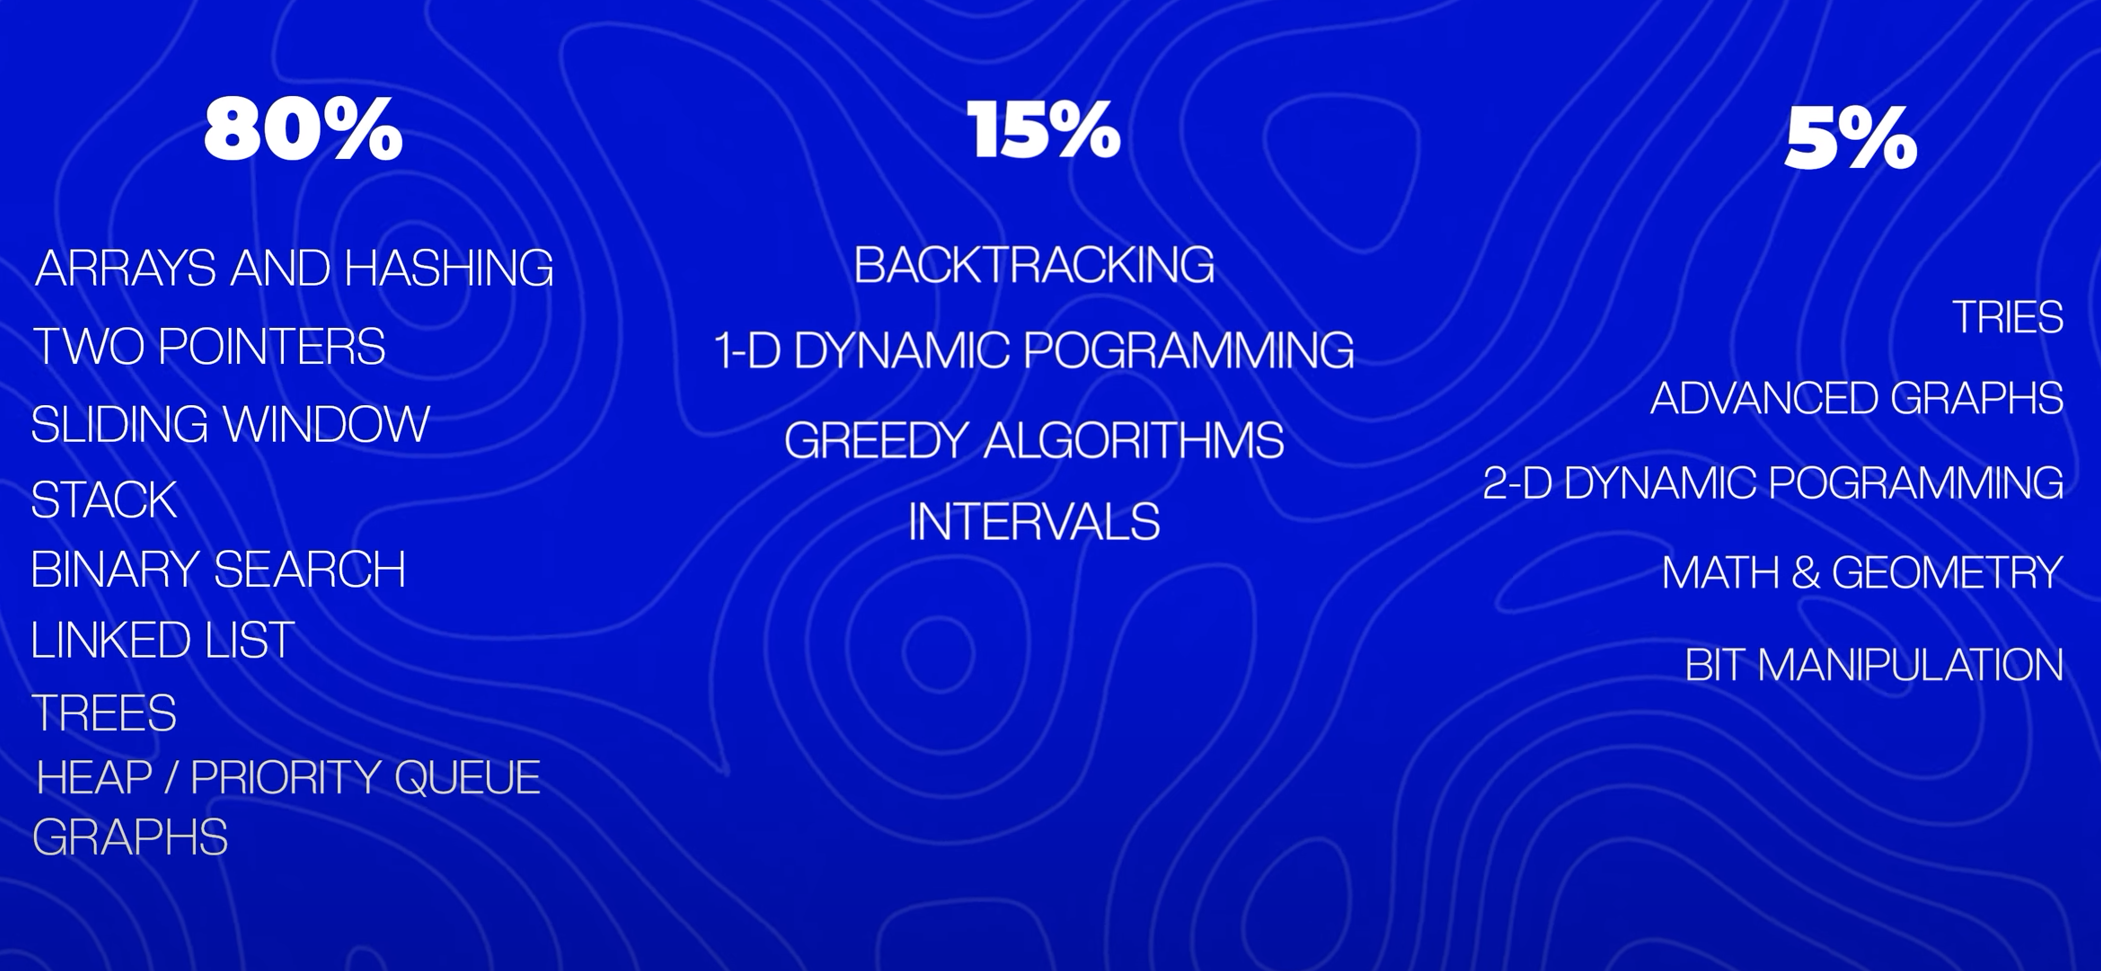 80%
ARRAYS AND HASHING
TWO POINTERS
SLIDING WINDOW
STACK
BINARY SEARCH
LINKED LIST
TREES
HEAP / PRIORITY QUEUE
GRAPHS
15%
BACKTRACKING
1-D DYNAMIC POGRAMMING
GREEDY ALGORITHMS
INTERVALS
5%
TRIES
ADVANCED GRAPHS
2-D DYNAMIC POGRAMMING
MATH & GEOMETRY
BIT MANIPULATION